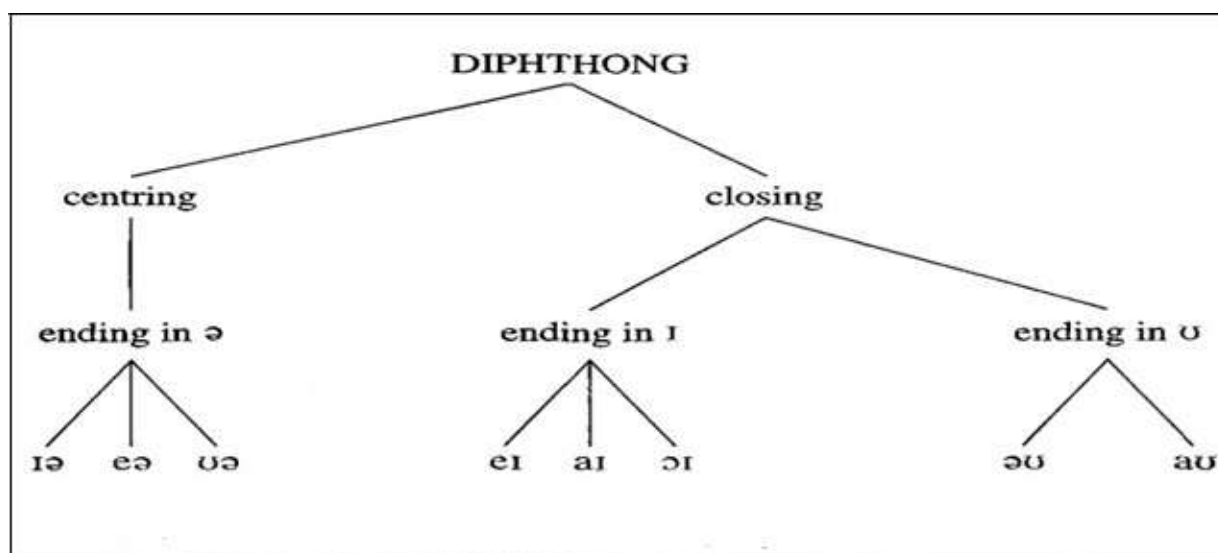 DIPHTHONG
centring closing
ending in ə ending in ɪ ending in ʊ
ɪə eə ʊə eɪ aɪ ɔɪ əʊ aʊ